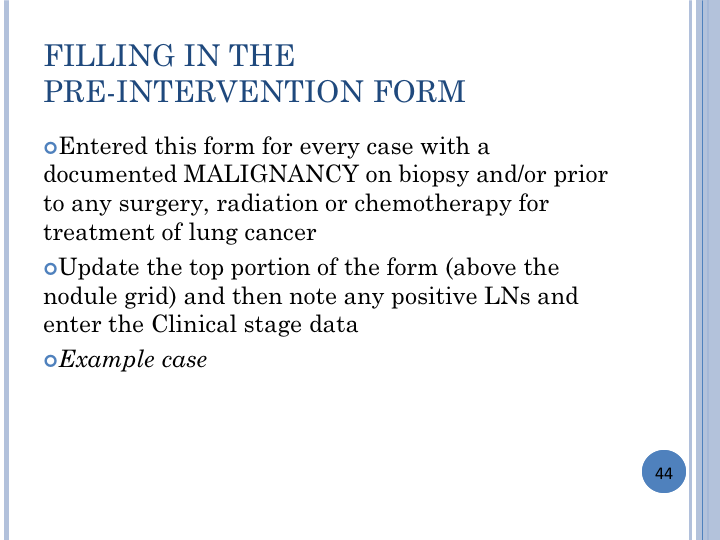 FILLING IN THE
PRE-INTERVENTION FORM
Entered this form for every case with a
documented MALIGNANCY on biopsy and/or prior
to any surgery, radiation or chemotherapy for
treatment of lung cancer
Update the top portion of the form (above the
nodule grid) and then note any positive LNs and
enter the Clinical stage data
Example case
44